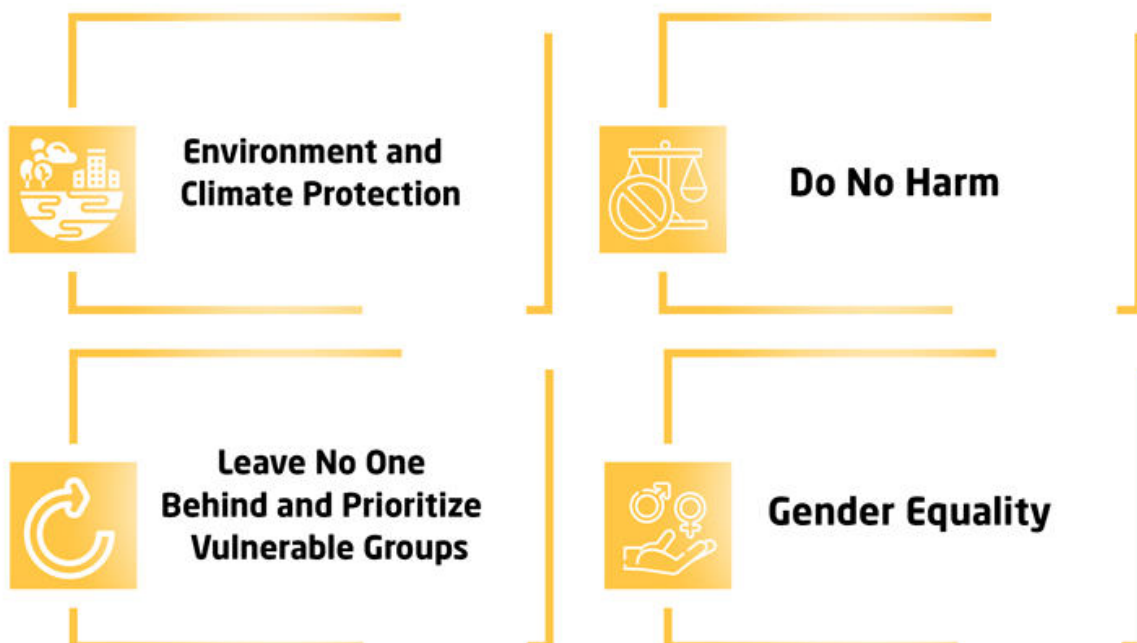 Environment and
Climate Protection
Do No Harm
Leave No One
Behind and Prioritize
Vulnerable Groups
Gender Equality